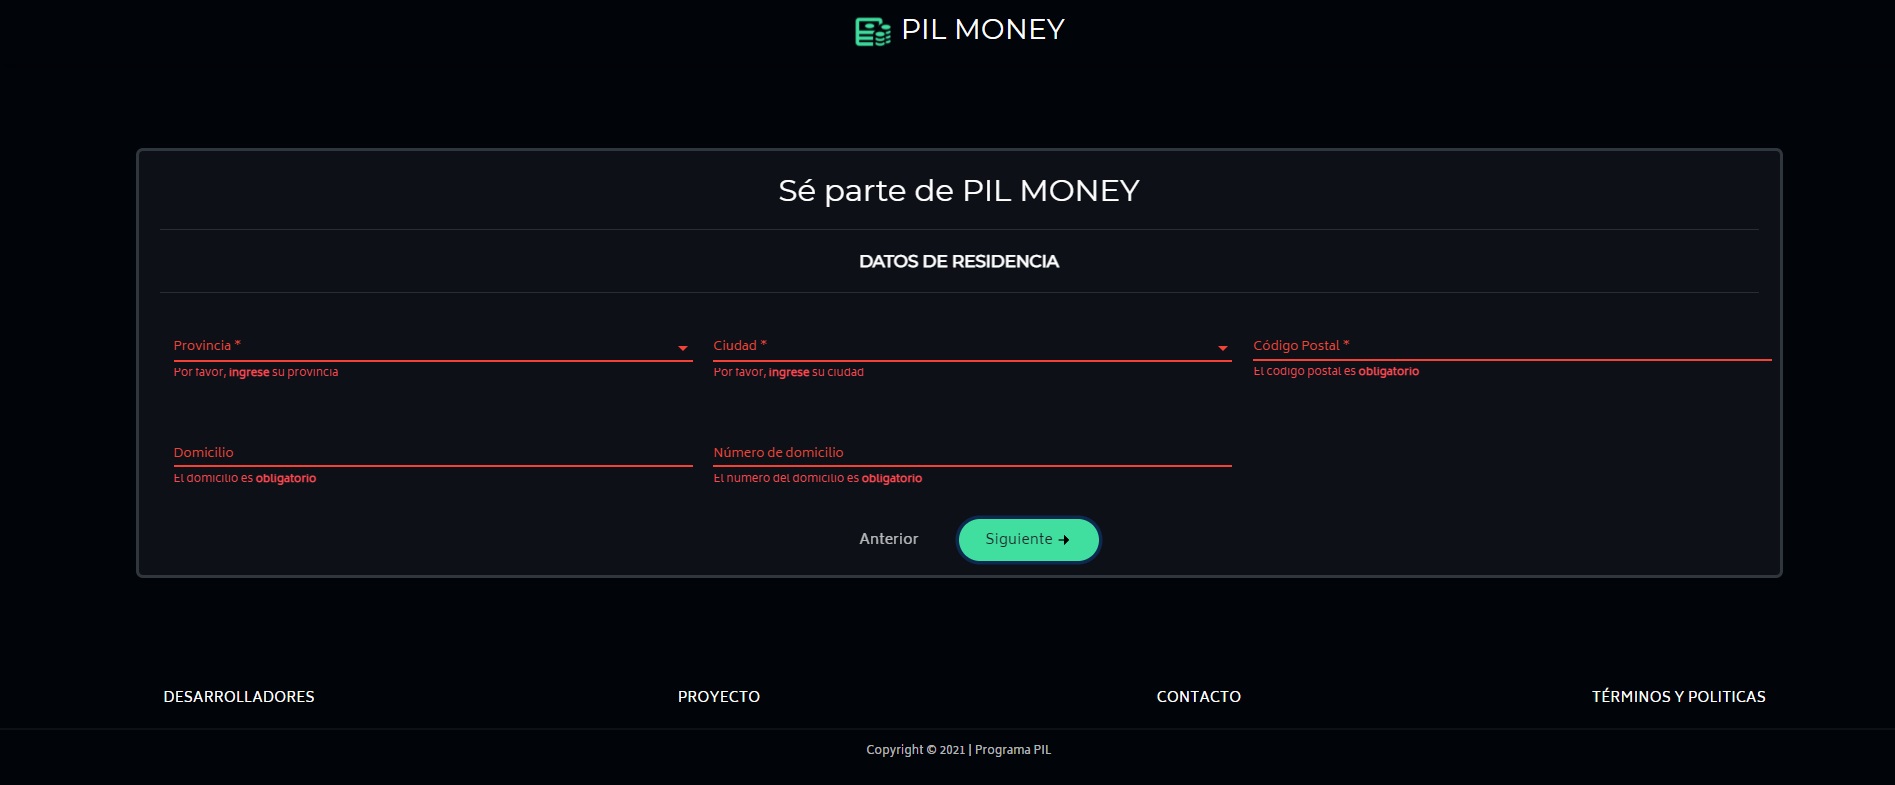 PIL MONEY
Sé parte de PIL MONEY
DATOS DE RESIDENCIA
Provincia *
Ciudad *
Código Postal *
Por favor, ingrese su provincia
Por favor, ingrese su ciudad
El código postal es obligatorio
Domicilio
Número de domicilio
El domicilio es obligatorio
El número del domicilio es obligatorio
Anterior
Siguiente
DESARROLLADORES
PROYECTO
CONTACTO
TÉRMINOS Y POLITICAS
Copyright © 2021 | Programa PIL